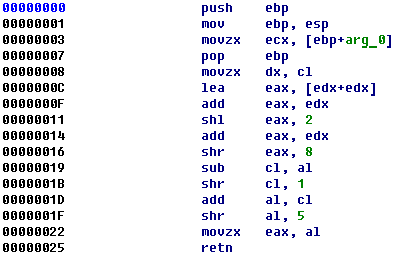 00000000 push ebp
00000001 mov ebp, esp
00000003 movzx ecx, [ebp+arg_0]
00000007 pop ebp
00000008 movzx dx, cl
0000000C lea eax, [edx+edx]
0000000F add eax, edx
00000011 shl eax, 2
00000014 add eax, edx
00000016 shr eax, 8
00000019 sub cl, al
0000001B shr cl, 1
0000001D add al, cl
0000001F shr al, 5
00000022 movzx eax, al
00000025 retn